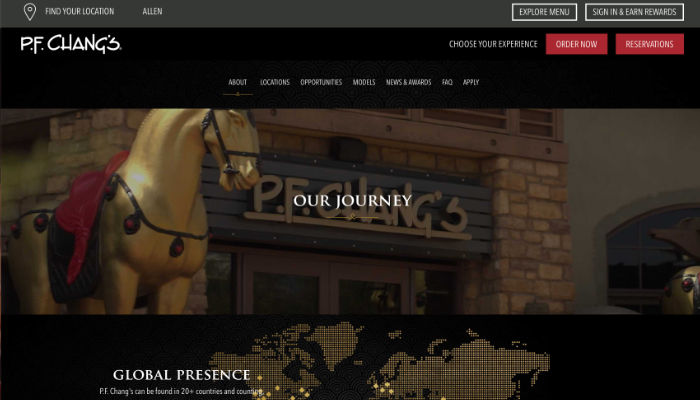 FIND YOUR LOCATION ALLEN EXPLORE MENU SIGN IN & EARN REWARDS
P.F. CHANG'S. CHOOSE YOUR EXPERIENCE ORDER NOW RESERVATIONS
ABOUT LOCATIONS OPPORTUNITIES MODELS NEWS & AWARDS FAQ APPLY
P.F. CHANG'S
OUR JOURNEY
GLOBAL PRESENCE
P.F. Chang's can be found in 20+ countries and counting